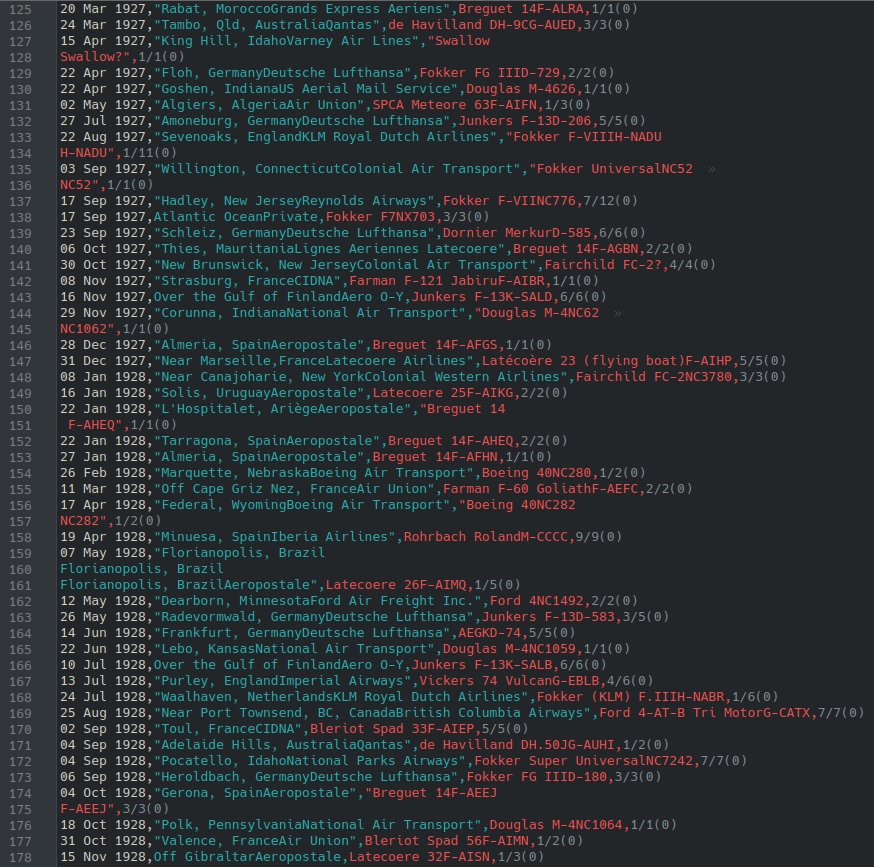 125 20 Mar 1927,"Rabat, MoroccoGrands Express Aeriens",Breguet 14F-ALRA,1/1(0)
126 24 Mar 1927,"Tambo, Qld, AustraliaQantas",de Havilland DH-9CG-AUED,3/3(0)
127 15 Apr 1927,"King Hill, IdahoVarney Air Lines","Swallow
128 Swallow?",1/1(0)
129 22 Apr 1927,"Floh, GermanyDeutsche Lufthansa",Fokker FG IIID-729,2/2(0)
130 22 Apr 1927,"Goshen, IndianaUS Aerial Mail Service",Douglas M-4626,1/1(0)
131 02 May 1927,"Algiers, AlgeriaAir Union",SPCA Meteore 63F-AIFN,1/3(0)
132 27 Jul 1927,"Amoneburg, GermanyDeutsche Lufthansa",Junkers F-13D-206,5/5(0)
133 22 Aug 1927,"Sevenoaks, EnglandKLM Royal Dutch Airlines","Fokker F-VIIIH-NADU
134 H-NADU",1/11(0)
135 03 Sep 1927,"Willington, ConnecticutColonial Air Transport","Fokker UniversalNC52 »
136 NC52",1/1(0)
137 17 Sep 1927,"Hadley, New JerseyReynolds Airways",Fokker F-VIINC776,7/12(0)
138 17 Sep 1927,Atlantic OceanPrivate,Fokker F7NX703,3/3(0)
139 23 Sep 1927,"Schleiz, GermanyDeutsche Lufthansa",Dornier MerkurD-585,6/6(0)
140 06 Oct 1927,"Thies, MauritaniaLignes Aeriennes Latecoere",Breguet 14F-AGBN,2/2(0)
141 30 Oct 1927,"New Brunswick, New JerseyColonial Air Transport",Fairchild FC-2?,4/4(0)
142 08 Nov 1927,"Strasburg, FranceCIDNA",Farman F-121 JabiruF-AIBR,1/1(0)
143 16 Nov 1927,Over the Gulf of FinlandAero O-Y,Junkers F-13K-SALD,6/6(0)
144 29 Nov 1927,"Corunna, IndianaNational Air Transport","Douglas M-4NC62 »
145 NC1062",1/1(0)
146 28 Dec 1927,"Almeria, SpainAeropostale",Breguet 14F-AFGS,1/1(0)
147 31 Dec 1927,"Near Marseille,FranceLatecoere Airlines",Latécoère 23 (flying boat)F-AIHP,5/5(0)
148 08 Jan 1928,"Near Canajoharie, New YorkColonial Western Airlines",Fairchild FC-2NC3780,3/3(0)
149 16 Jan 1928,"Solis, UruguayAeropostale",Latecoere 25F-AIKG,2/2(0)
150 22 Jan 1928,"L'Hospitalet, AriègeAeropostale","Breguet 14
151 F-AHEQ",1/1(0)
152 22 Jan 1928,"Tarragona, SpainAeropostale",Breguet 14F-AHEQ,2/2(0)
153 27 Jan 1928,"Almeria, SpainAeropostale",Breguet 14F-AFHN,1/1(0)
154 26 Feb 1928,"Marquette, NebraskaBoeing Air Transport",Boeing 40NC280,1/2(0)
155 11 Mar 1928,"Off Cape Griz Nez, FranceAir Union",Farman F-60 GoliathF-AEFC,2/2(0)
156 17 Apr 1928,"Federal, WyomingBoeing Air Transport","Boeing 40NC282
157 NC282",1/2(0)
158 19 Apr 1928,"Minuesa, SpainIberia Airlines",Rohrbach RolandM-CCCC,9/9(0)
159 07 May 1928,"Florianopolis, Brazil
160 Florianopolis, Brazil
161 Florianopolis, BrazilAeropostale",Latecoere 26F-AIMQ,1/5(0)
162 12 May 1928,"Dearborn, MinnesotaFord Air Freight Inc.",Ford 4NC1492,2/2(0)
163 26 May 1928,"Radevormwald, GermanyDeutsche Lufthansa",Junkers F-13D-583,3/5(0)
164 14 Jun 1928,"Frankfurt, GermanyDeutsche Lufthansa",AEGKD-74,5/5(0)
165 22 Jun 1928,"Lebo, KansasNational Air Transport",Douglas M-4NC1059,1/1(0)
166 10 Jul 1928,Over the Gulf of FinlandAero O-Y,Junkers F-13K-SALB,6/6(0)
167 13 Jul 1928,"Purley, EnglandImperial Airways",Vickers 74 VulcanG-EBLB,4/6(0)
168 24 Jul 1928,"Waalhaven, NetherlandsKLM Royal Dutch Airlines",Fokker (KLM) F.IIIH-NABR,1/6(0)
169 25 Aug 1928,"Near Port Townsend, BC, CanadaBritish Columbia Airways",Ford 4-AT-B Tri MotorG-CATX,7/7(0)
170 02 Sep 1928,"Toul, FranceCIDNA",Bleriot Spad 33F-AIEP,5/5(0)
171 04 Sep 1928,"Adelaide Hills, AustraliaQantas",de Havilland DH.50JG-AUHI,1/2(0)
172 04 Sep 1928,"Pocatello, IdahoNational Parks Airways",Fokker Super UniversalNC7242,7/7(0)
173 06 Sep 1928,"Heroldbach, GermanyDeutsche Lufthansa",Fokker FG IIID-180,3/3(0)
174 04 Oct 1928,"Gerona, SpainAeropostale","Breguet 14F-AEEJ
175 F-AEEJ",3/3(0)
176 18 Oct 1928,"Polk, PennsylvaniaNational Air Transport",Douglas M-4NC1064,1/1(0)
177 31 Oct 1928,"Valence, FranceAir Union",Bleriot Spad 56F-AIMN,1/2(0)
178 15 Nov 1928,Off GibraltarAeropostale,Latecoere 32F-AISN,1/3(0)